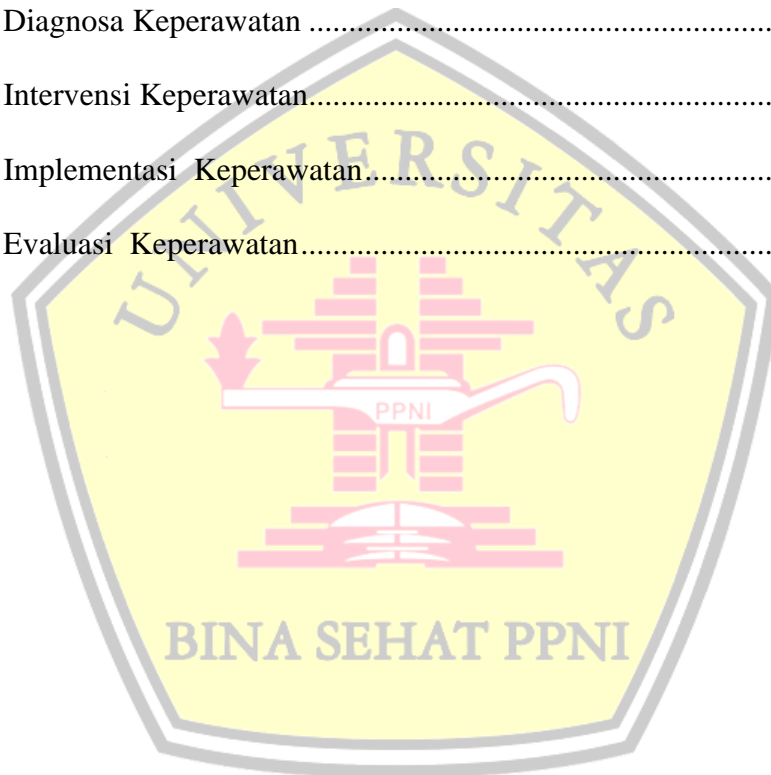 Diagnosa Keperawatan ............................................................
Intervensi Keperawatan............................................................
Implementasi Keperawatan.....................................................
Evaluasi Keperawatan.............................................................
UNIVERSITAS
PPNI
BINA SEHAT PPNI